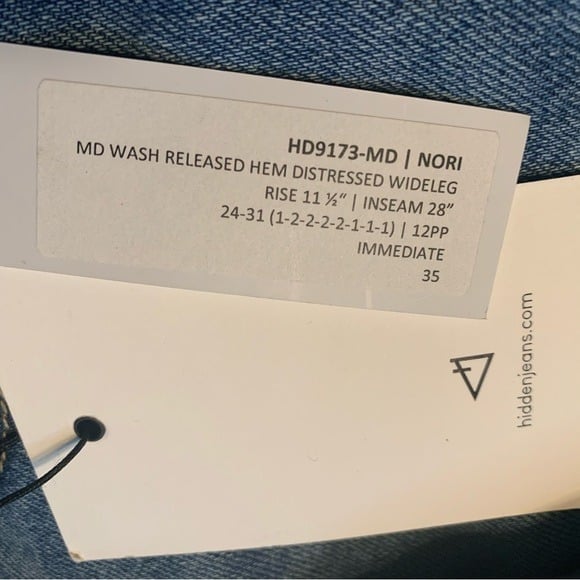 HD9173-MD | NORI
MD WASH RELEASED HEM DISTRESSED WIDELEG
RISE 11 ½“ | INSEAM 28”
24-31 (1-2-2-2-2-1-1-1) | 12PP
IMMEDIATE
35
hiddenjeans.com